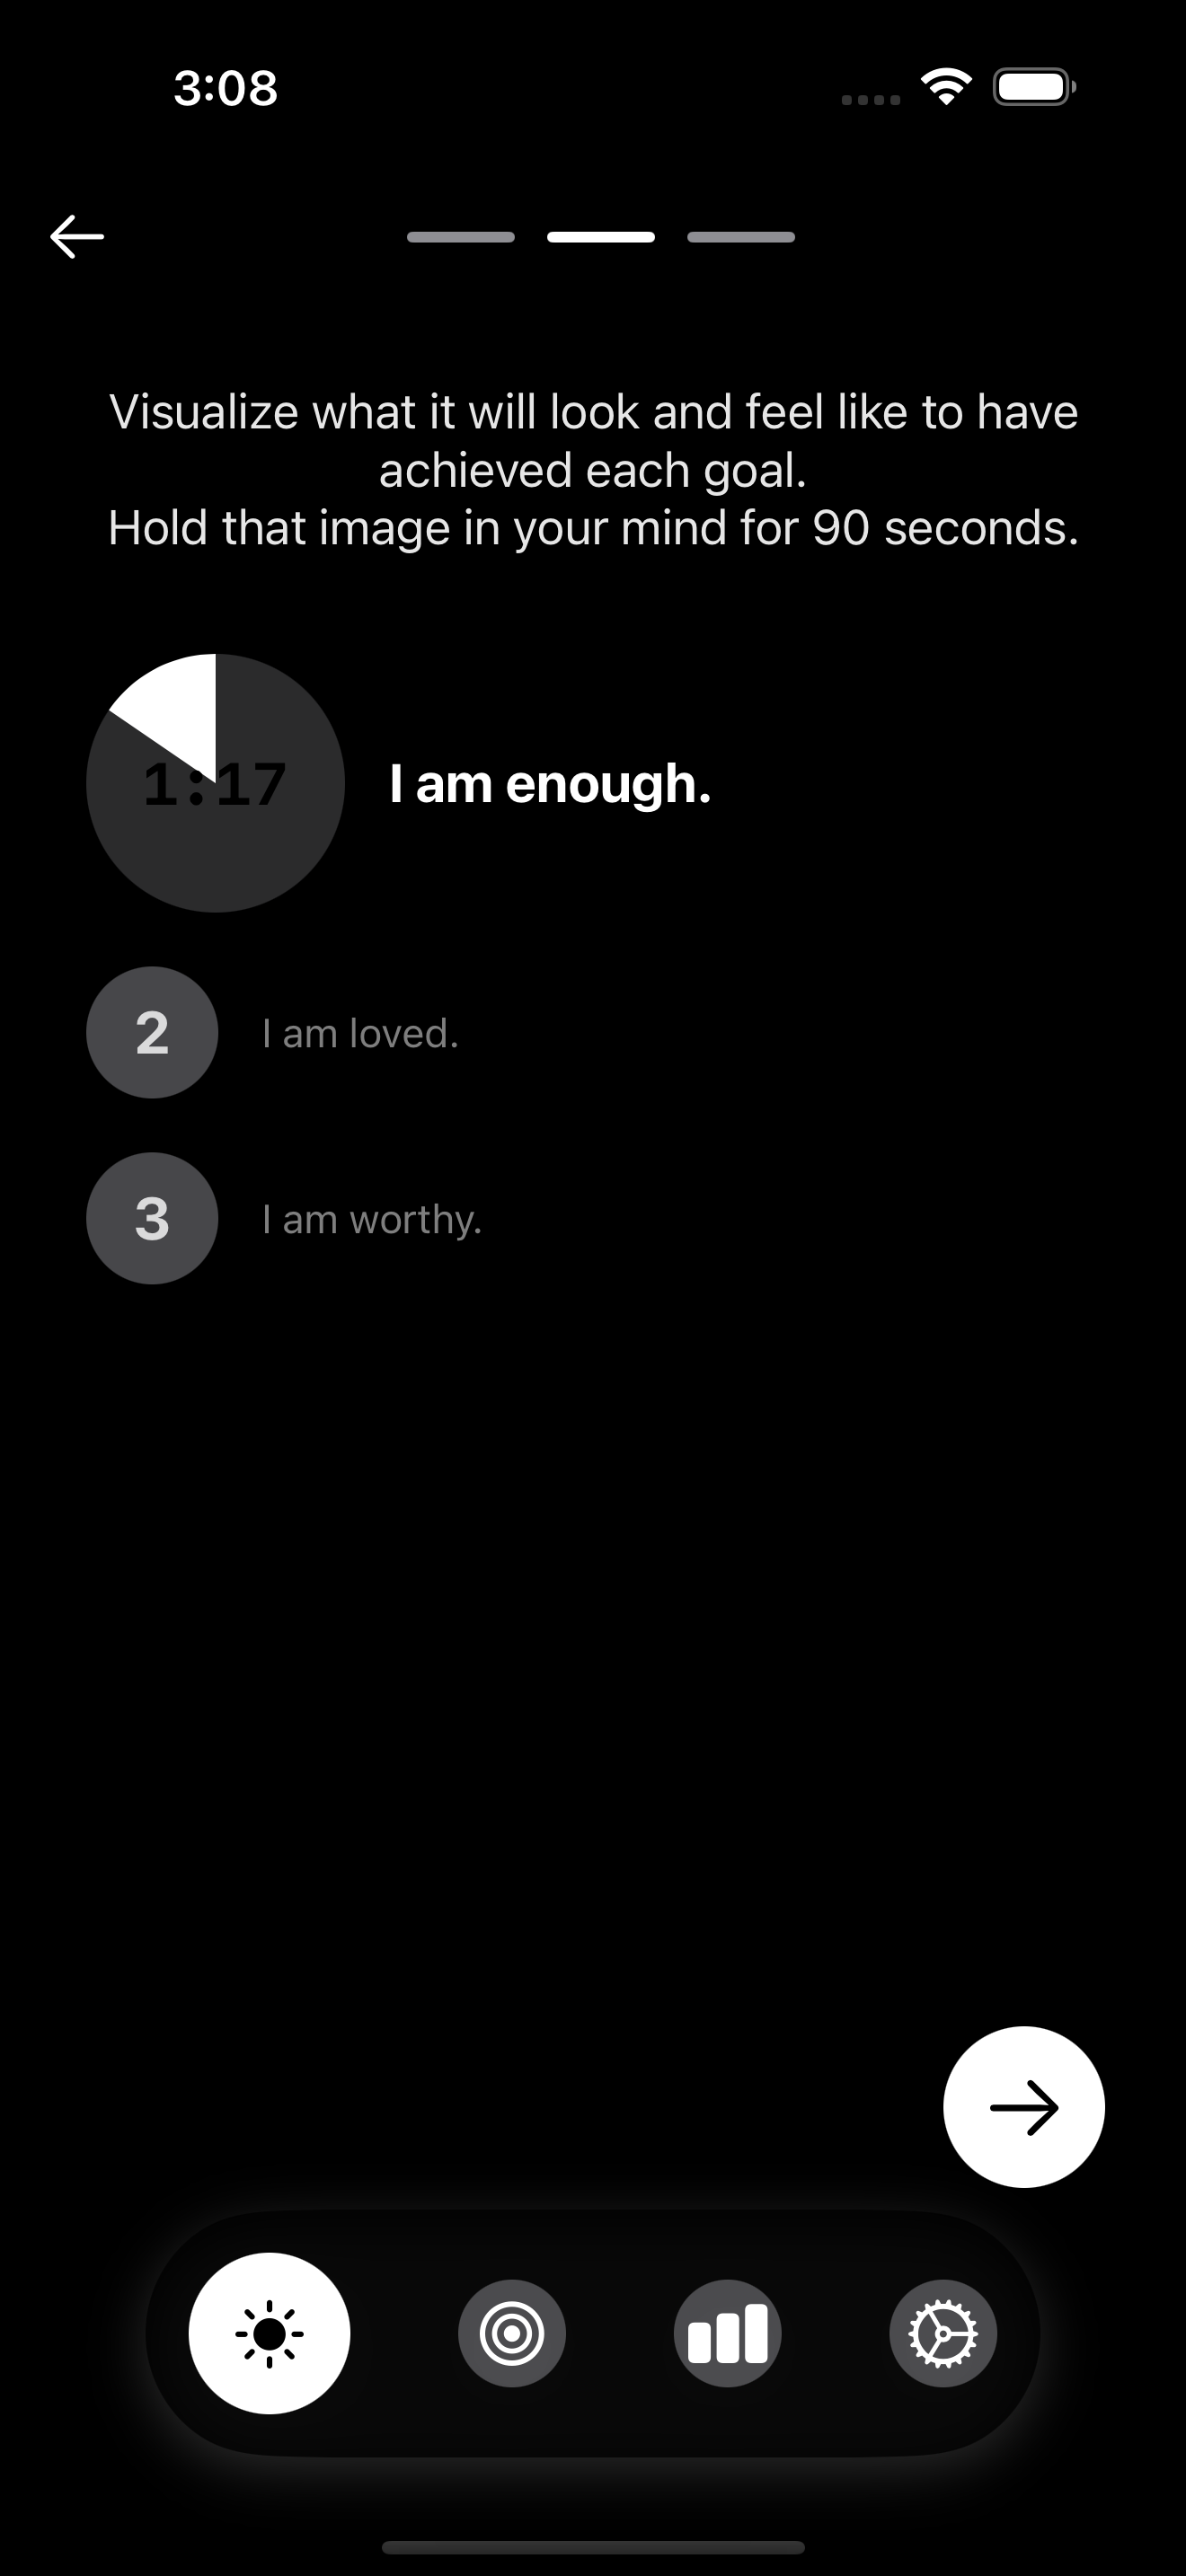 3:08
Visualize what it will look and feel like to have
achieved each goal.
Hold that image in your mind for 90 seconds.
1:17
I am enough.
2
I am loved.
3
I am worthy.